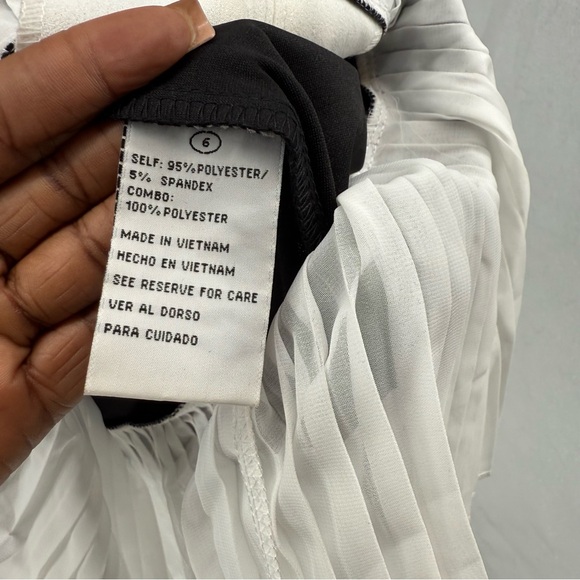 6
SELF: 95%POLYESTER/
5% SPANDEX
COMBO:
100%POLYESTER
MADE IN VIETNAM
HECHO EN VIETNAM
SEE RESERVE FOR CARE
VER AL DORSO
PARA CUIDADO